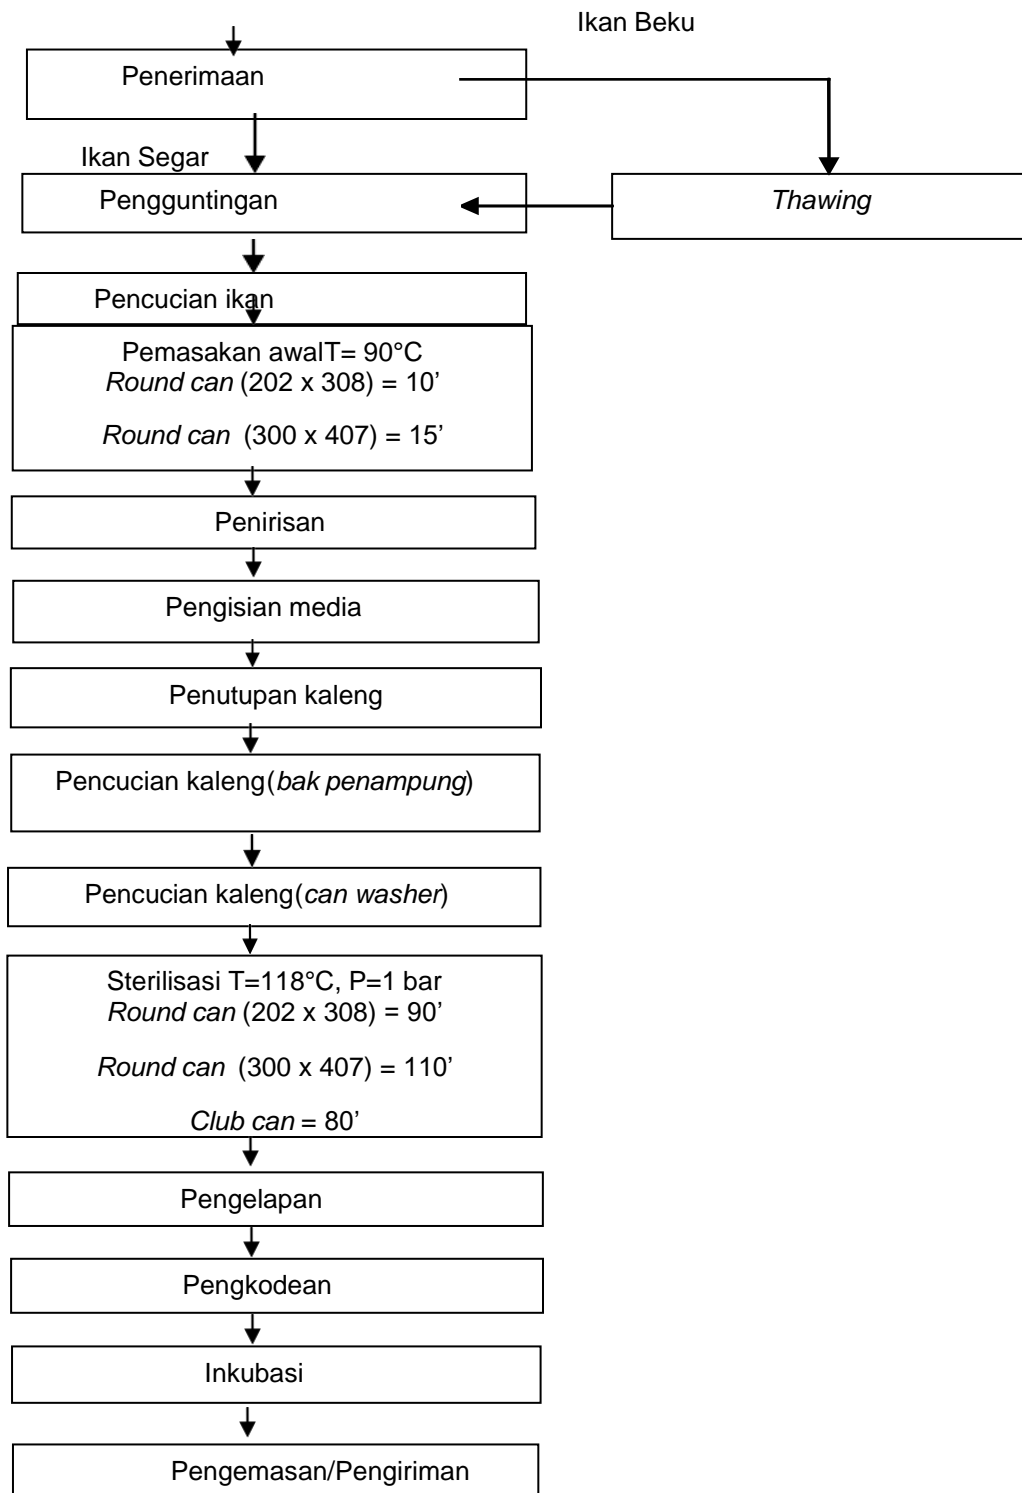 Ikan Beku
Penerimaan
Ikan Segar
Pengguntingan
Thawing
Pencucian ikan
Pemasakan awalT= 90°C
Round can (202 x 308) = 10’
Round can (300 x 407) = 15’
Penirisan
Pengisian media
Penutupan kaleng
Pencucian kaleng(bak penampung)
Pencucian kaleng(can washer)
Sterilisasi T=118°C, P=1 bar
Round can (202 x 308) = 90’
Round can (300 x 407) = 110’
Club can = 80’
Pengelapan
Pengkodean
Inkubasi
Pengemasan/Pengiriman